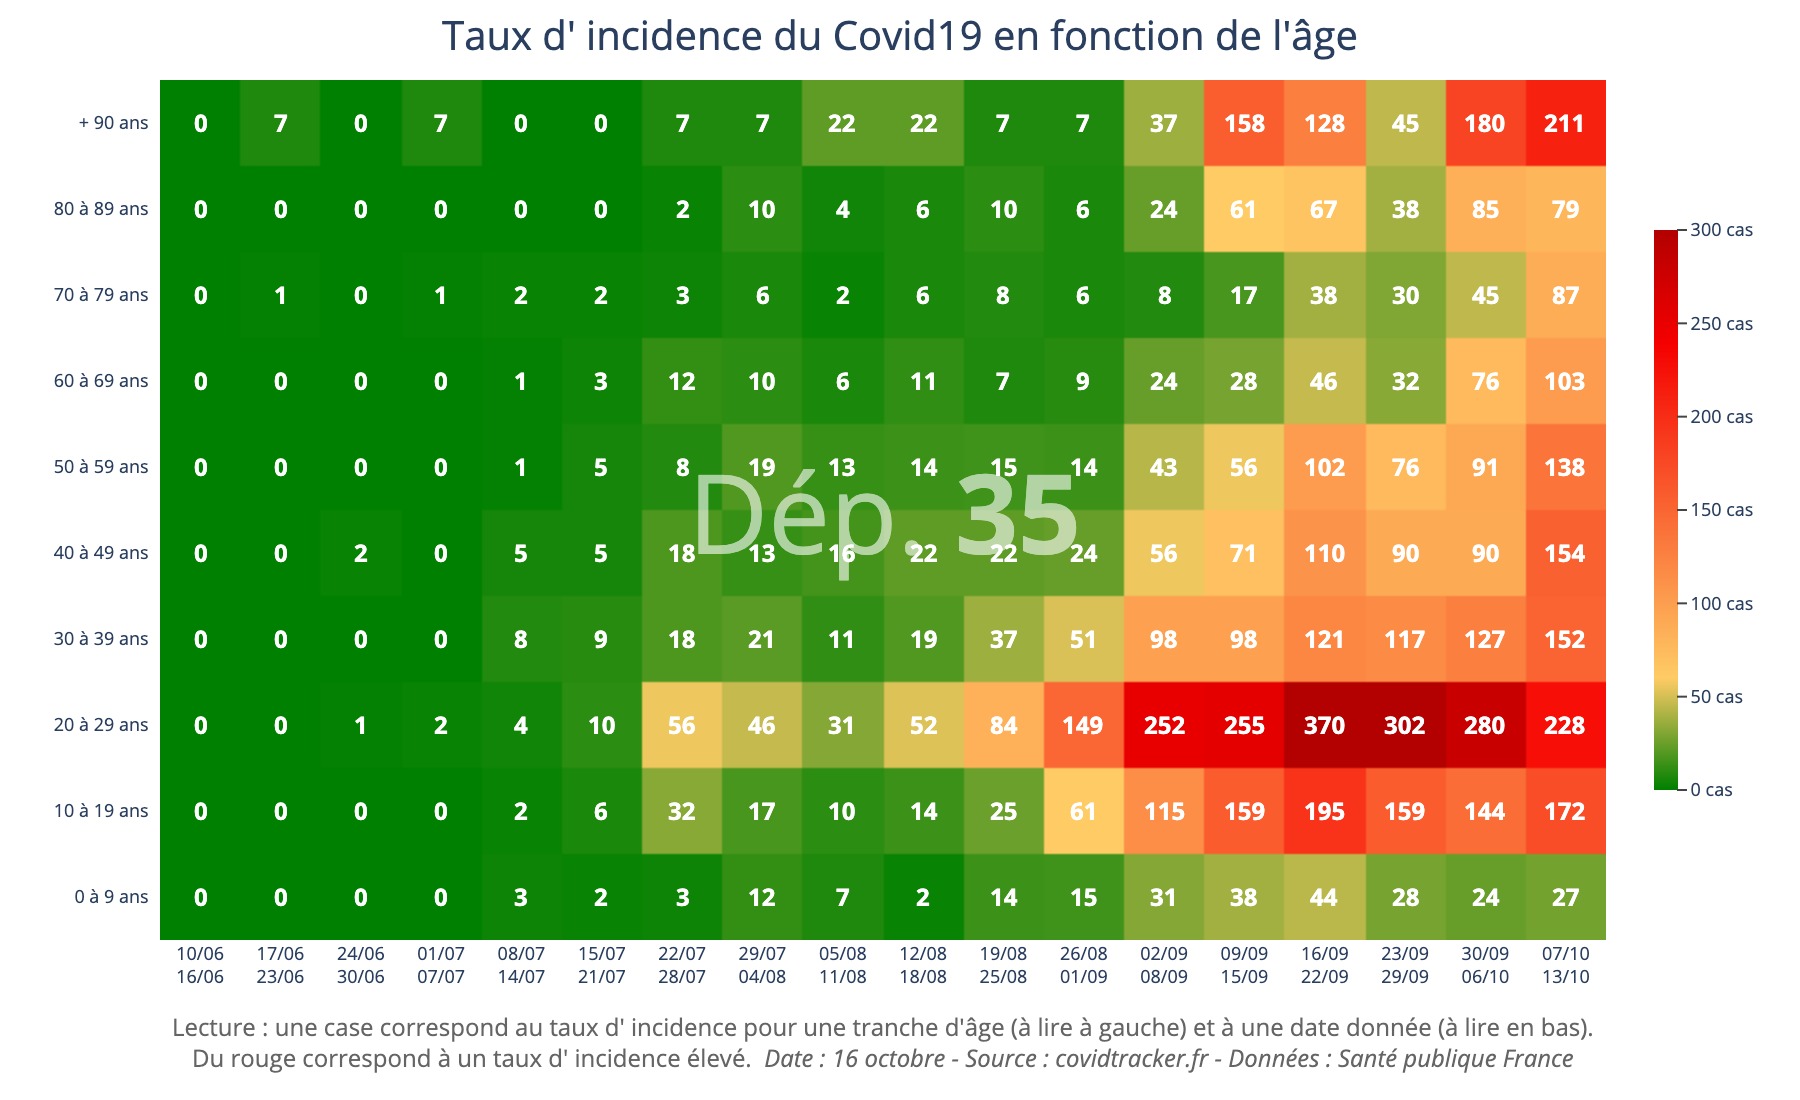 Taux d' incidence du Covid19 en fonction de l'âge
+ 90 ans 0 7 0 7 0 0 7 7 22 22 7 7 37 158 128 45 180 211
80 à 89 ans 0 0 0 0 0 0 2 10 4 6 10 6 24 61 67 38 85 79
70 à 79 ans 0 1 0 1 2 2 3 6 2 6 8 6 8 17 38 30 45 87
60 à 69 ans 0 0 0 0 1 3 12 10 6 11 7 9 24 28 46 32 76 103
50 à 59 ans 0 0 0 0 1 5 8 19 13 14 15 14 43 56 102 76 91 138
Dép. 35
40 à 49 ans 0 0 2 0 5 5 18 13 16 22 22 24 56 71 110 90 90 154
30 à 39 ans 0 0 0 0 8 9 18 21 11 19 37 51 98 98 121 117 127 152
20 à 29 ans 0 0 1 2 4 10 56 46 31 52 84 149 252 255 370 302 280 228
10 à 19 ans 0 0 0 0 2 6 32 17 10 14 25 61 115 159 195 159 144 172
0 à 9 ans 0 0 0 0 3 2 3 12 7 2 14 15 31 38 44 28 24 27
10/06 17/06 24/06 01/07 08/07 15/07 22/07 29/07 05/08 12/08 19/08 26/08 02/09 09/09 16/09 23/09 30/09 07/10
16/06 23/06 30/06 07/07 14/07 21/07 28/07 04/08 11/08 18/08 25/08 01/09 08/09 15/09 22/09 29/09 06/10 13/10
300 cas
250 cas
200 cas
150 cas
100 cas
50 cas
0 cas
Lecture : une case correspond au taux d' incidence pour une tranche d'âge (à lire à gauche) et à une date donnée (à lire en bas).
Du rouge correspond à un taux d' incidence élevé. Date : 16 octobre - Source : covidtracker.fr - Données : Santé publique France